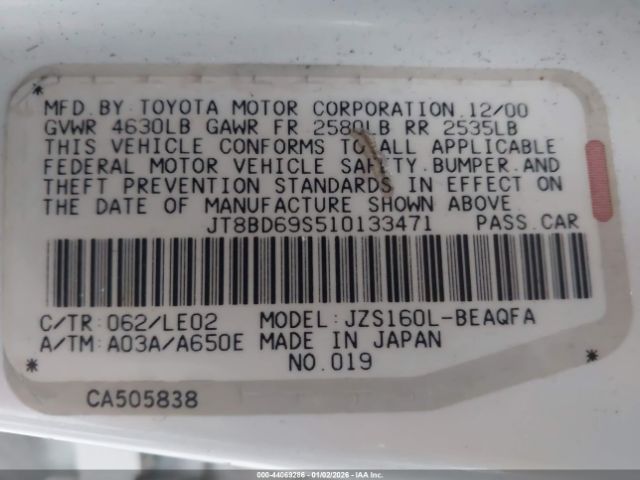 MFD. BY TOYOTA MOTOR CORPORATION 12/00
GVWR 4630LB GAWR FR 2580LB RR 2535LB
THIS VEHICLE CONFORMS TO ALL APPLICABLE
FEDERAL MOTOR VEHICLE SAFETY, BUMPER, AND
THEFT PREVENTION STANDARDS IN EFFECT ON
THE DATE OF MANUFACTURE SHOWN ABOVE.
JT8BD69S510133471 PASS. CAR
C/TR: 062/LE02 MODEL: JZS160L-BEAQFA
A/TM: A03A/A650E MADE IN JAPAN
* NO. 019 *
CA505838
000-44069286 - 01/02/2026 - IAA Inc.